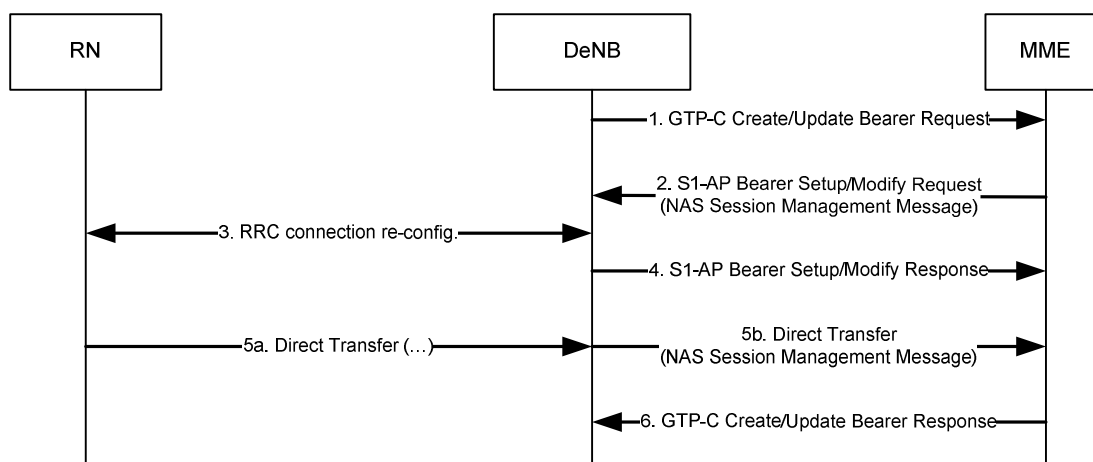 RN
DeNB
MME
1. GTP-C Create/Update Bearer Request
2. S1-AP Bearer Setup/Modify Request
(NAS Session Management Message)
3. RRC connection re-config.
4. S1-AP Bearer Setup/Modify Response
5a. Direct Transfer (...)
5b. Direct Transfer
(NAS Session Management Message)
6. GTP-C Create/Update Bearer Response